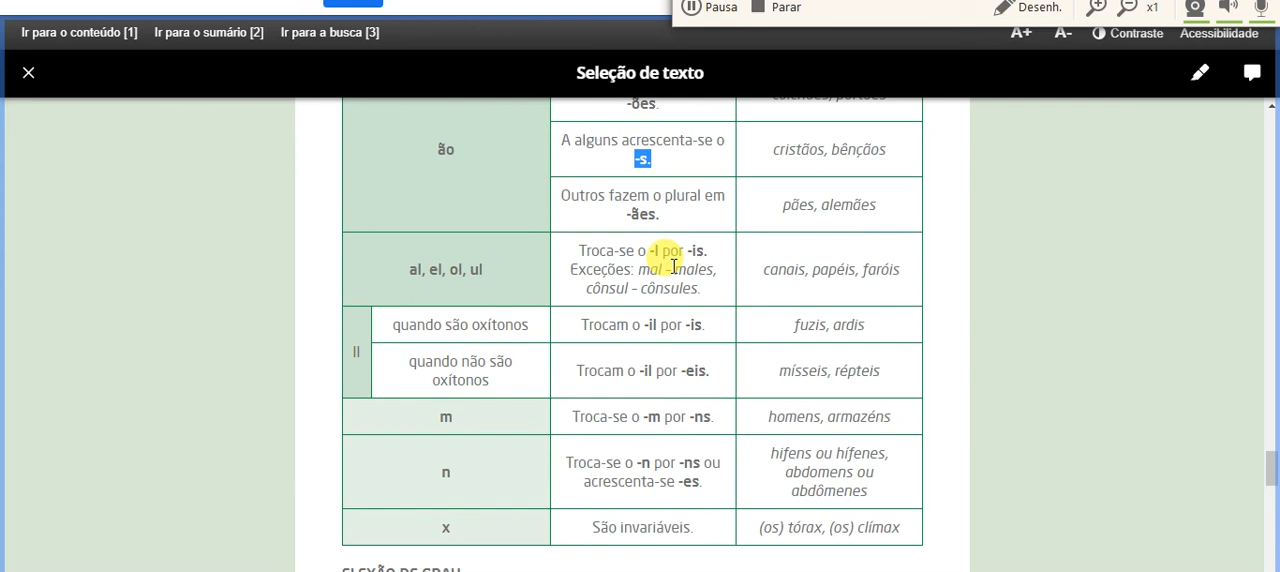 Pausa Parar Desenh. x1
Ir para o conteúdo [1] Ir para o sumário [2] Ir para a busca [3] A+ A- Contraste Acessibilidade
Seleção de texto
-ões.
ão
A alguns acrescenta-se o
-s.
cristãos, bênçãos
Outros fazem o plural em
-ães.
pães, alemães
al, el, ol, ul
Troca-se o -l por -is.
Exceções: mal – males,
cônsul – cônsules.
canais, papéis, faróis
Il
quando são oxítonos
Trocam o -il por -is.
fuzis, ardis
quando não são
oxítonos
Trocam o -il por -eis.
mísseis, répteis
m
Troca-se o -m por -ns.
homens, armazéns
n
Troca-se o -n por -ns ou
acrescenta-se -es.
hifens ou hífenes,
abdomens ou
abdômenes
x
São invariáveis.
(os) tórax, (os) clímax